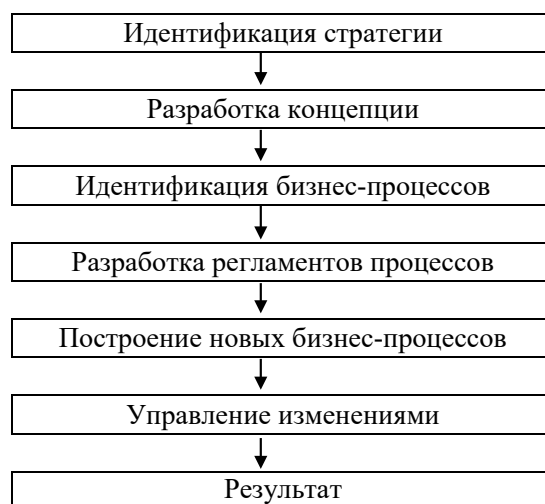 Идентификация стратегии
Разработка концепции
Идентификация бизнес-процессов
Разработка регламентов процессов
Построение новых бизнес-процессов
Управление изменениями
Результат